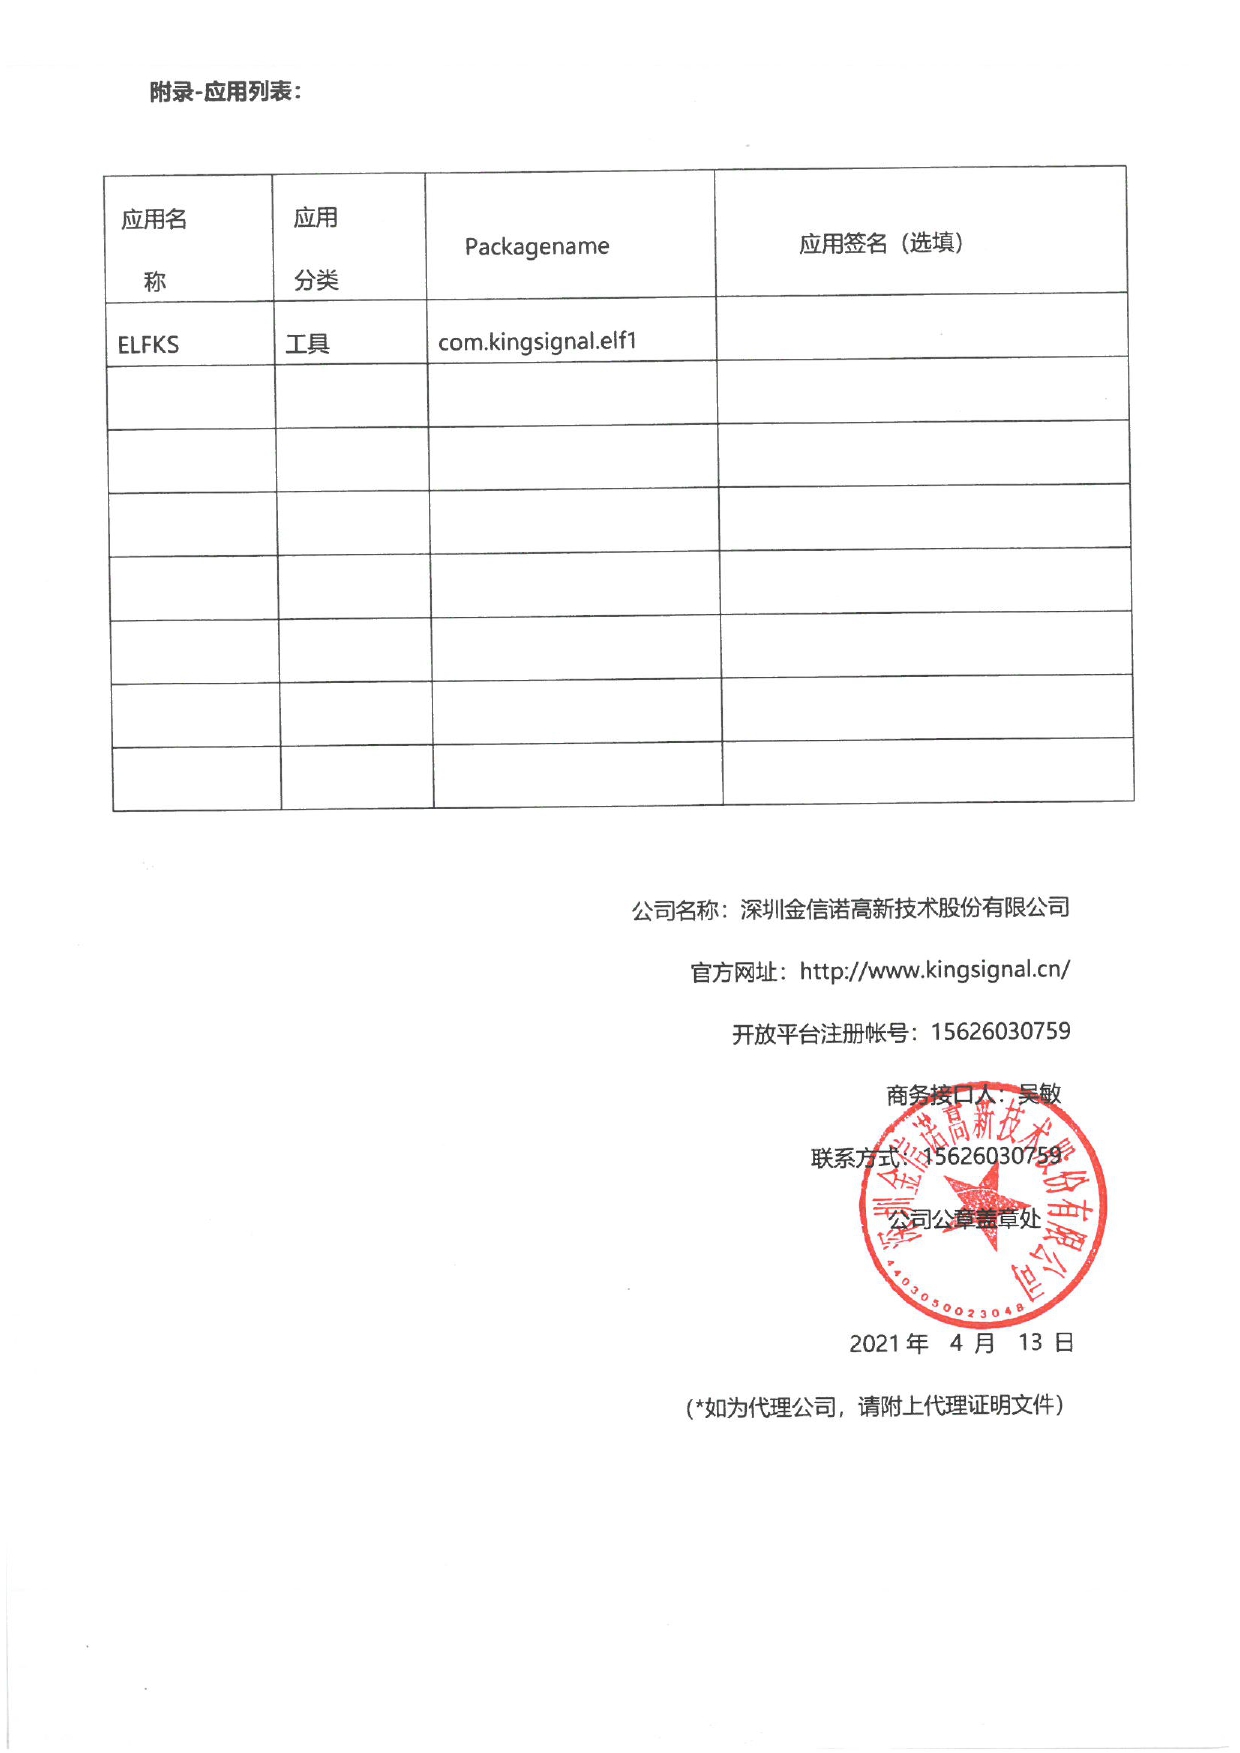 附录-应用列表：
应用名称
应用分类
Packagename
应用签名（选填）
ELFKS
工具
com.kingsignal.elf1
公司名称：深圳金信诺高新技术股份有限公司
官方网址：http://www.kingsignal.cn/
开放平台注册帐号：15626030759
商务接口人：吴敏
联系方式：15626030759
公司公章盖章处
深圳金信诺高新技术股份有限公司
4403050023048
2021 年 4 月 13 日
(*如为代理公司，请附上代理证明文件）